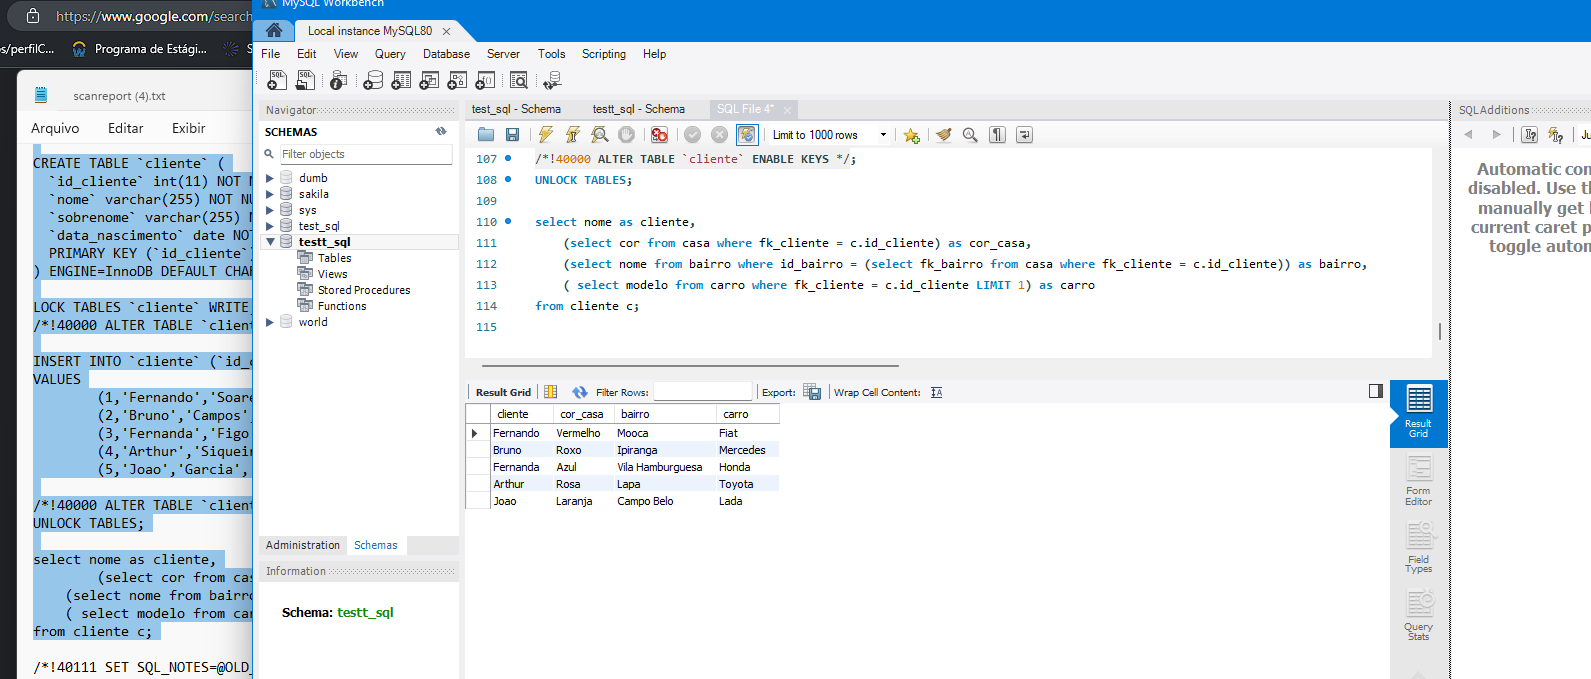 https://www.google.com/search
s/perfilC...
Programa de Estági...
scanreport (4).txt
Arquivo Editar Exibir
CREATE TABLE `cliente` (
`id_cliente` int(11) NOT
`nome` varchar(255) NOT
`sobrenome` varchar(255)
`data_nascimento` date NOT
PRIMARY KEY (`id_cliente`
) ENGINE=InnoDB DEFAULT
LOCK TABLES `cliente` WRITE
/*!40000 ALTER TABLE `client
INSERT INTO `cliente` (`id_
VALUES
(1,'Fernando','Soare
(2,'Bruno','Campos'
(3,'Fernanda','Figo
(4,'Arthur','Siqueir
(5,'Joao','Garcia',
/*!40000 ALTER TABLE `client
UNLOCK TABLES;
select nome as cliente,
(select cor from cas
(select nome from bairro
( select modelo from car
from cliente c;
/*!40111 SET SQL_NOTES=@OLD_
MySQL Workbench
Local instance MySQL80
File Edit View Query Database Server Tools Scripting Help
Navigator
SCHEMAS
Filter objects
dumb
sakila
sys
test_sql
testt_sql
Tables
Views
Stored Procedures
Functions
world
Administration Schemas
Information
Schema: testt_sql
test_sql - Schema testt_sql - Schema SQL File 4*
Limit to 1000 rows
107 /*!40000 ALTER TABLE `cliente` ENABLE KEYS */;
108 UNLOCK TABLES;
109
110 select nome as cliente,
111 (select cor from casa where fk_cliente = c.id_cliente) as cor_casa,
112 (select nome from bairro where id_bairro = (select fk_bairro from casa where fk_cliente = c.id_cliente)) as bairro,
113 ( select modelo from carro where fk_cliente = c.id_cliente LIMIT 1) as carro
114 from cliente c;
115
Result Grid Filter Rows: Export: Wrap Cell Content:
cliente cor_casa bairro carro
Fernando Vermelho Mooca Fiat
Bruno Roxo Ipiranga Mercedes
Fernanda Azul Vila Hamburguesa Honda
Arthur Rosa Lapa Toyota
Joao Laranja Campo Belo Lada
Result
Grid
Form
Editor
Field
Types
Query
Stats
SQLAdditions
Ju
Automatic con
disabled. Use th
manually get
current caret p
toggle autom